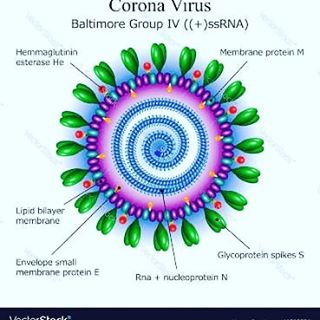 Corona Virus
Baltimore Group IV ((+)ssRNA)
Hemmaglutinin
esterase He
Membrane protein M
Lipid bilayer
membrane
Envelope small
membrane protein E
Rna + nucleoprotein N
Glycoprotein spikes S
VectorStock